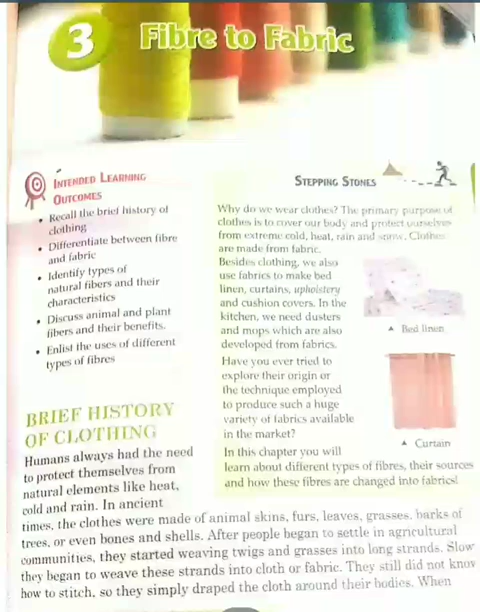 3
Fibre to Fabric
INTENDED LEARNING
OUTCOMES
• Recall the brief history of
clothing
• Differentiate between fibre
and fabric
• Identify types of
natural fibers and their
characteristics
• Discuss animal and plant
fibers and their benefits.
• Enlist the uses of different
types of fibres
STEPPING STONES
Why do we wear clothes? The primary purpose of
clothes is to cover our body and protect ourselves
from extreme cold, heat, rain and snow. Clothes
are made from fabric.
Besides clothing, we also
use fabrics to make bed
linen, curtains, upholstery
and cushion covers. In the
kitchen, we need dusters
and mops which are also
developed from fabrics.
▲ Bed linen
Have you ever tried to
explore their origin or
the technique employed
to produce such a huge
variety of fabrics available
in the market?
▲ Curtain
In this chapter you will
learn about different types of fibres, their sources
and how these fibres are changed into fabrics!
BRIEF HISTORY
OF CLOTHING
Humans always had the need
to protect themselves from
natural elements like heat,
cold and rain. In ancient
times, the clothes were made of animal skins, furs, leaves, grasses, barks of
trees, or even bones and shells. After people began to settle in agricultural
communities, they started weaving twigs and grasses into long strands. Slow
they began to weave these strands into cloth or fabric. They still did not know
how to stitch, so they simply draped the cloth around their bodies. When